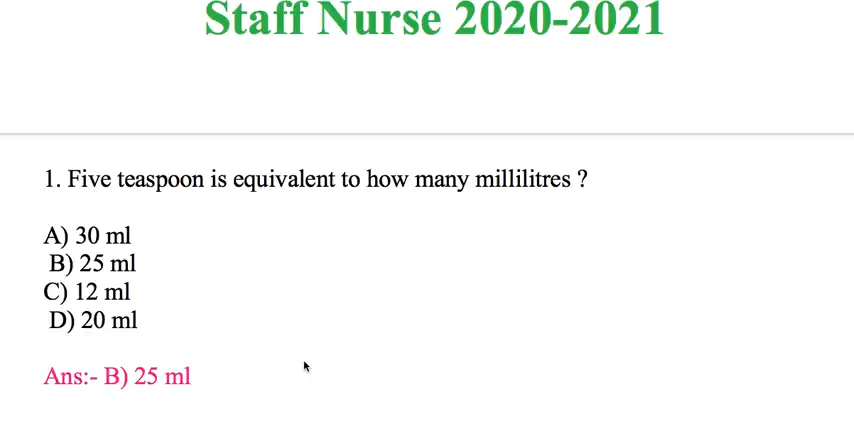 Staff Nurse 2020-2021
1. Five teaspoon is equivalent to how many millilitres ?
A) 30 ml
B) 25 ml
C) 12 ml
D) 20 ml
Ans:- B) 25 ml